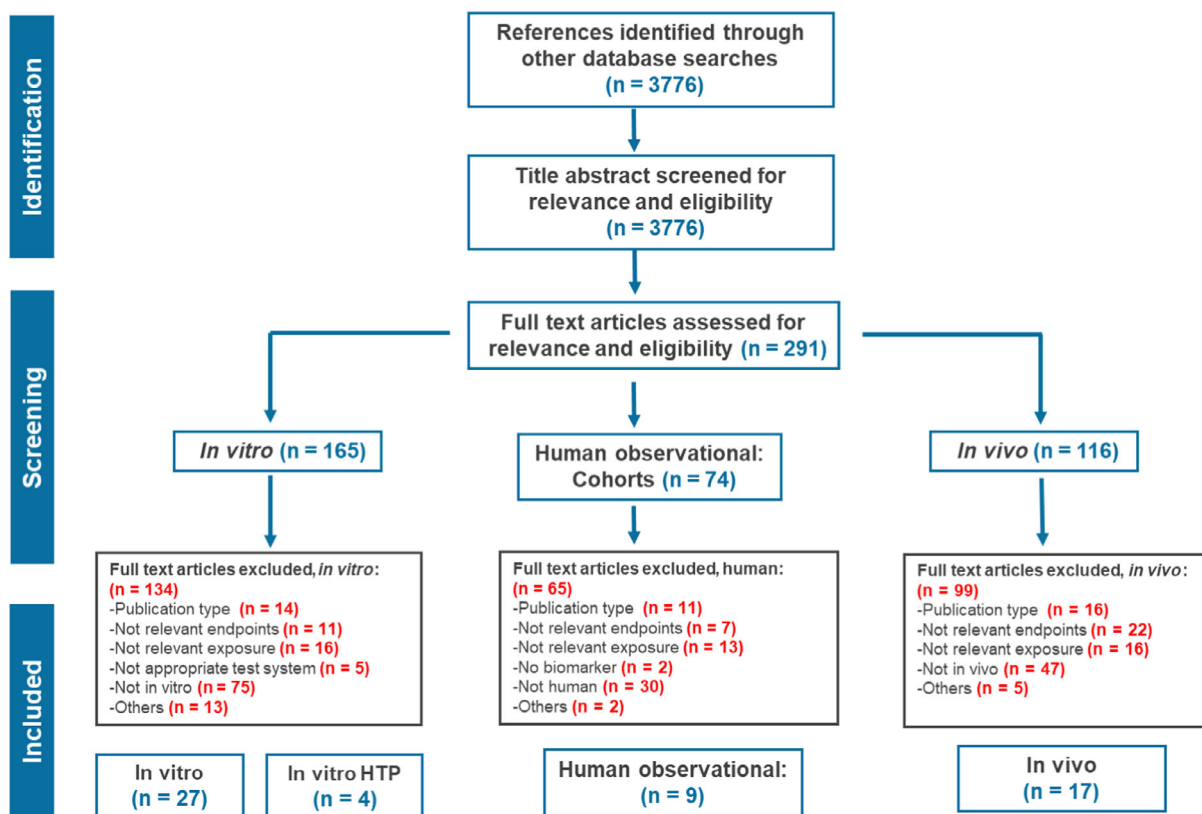 Identification
References identified through
other database searches
(n = 3776)
Title abstract screened for
relevance and eligibility
(n = 3776)
Screening
Full text articles assessed for
relevance and eligibility (n = 291)
In vitro (n = 165)
Human observational:
Cohorts (n = 74)
In vivo (n = 116)
Full text articles excluded, in vitro:
(n = 134)
-Publication type (n = 14)
-Not relevant endpoints (n = 11)
-Not relevant exposure (n = 16)
-Not appropriate test system (n = 5)
-Not in vitro (n = 75)
-Others (n = 13)
Full text articles excluded, human:
(n = 65)
-Publication type (n = 11)
-Not relevant endpoints (n = 7)
-Not relevant exposure (n = 13)
-No biomarker (n = 2)
-Not human (n = 30)
-Others (n = 2)
Full text articles excluded, in vivo:
(n = 99)
-Publication type (n = 16)
-Not relevant endpoints (n = 22)
-Not relevant exposure (n = 16)
-Not in vivo (n = 47)
-Others (n = 5)
Included
In vitro
(n = 27)
In vitro HTP
(n = 4)
Human observational:
(n = 9)
In vivo
(n = 17)